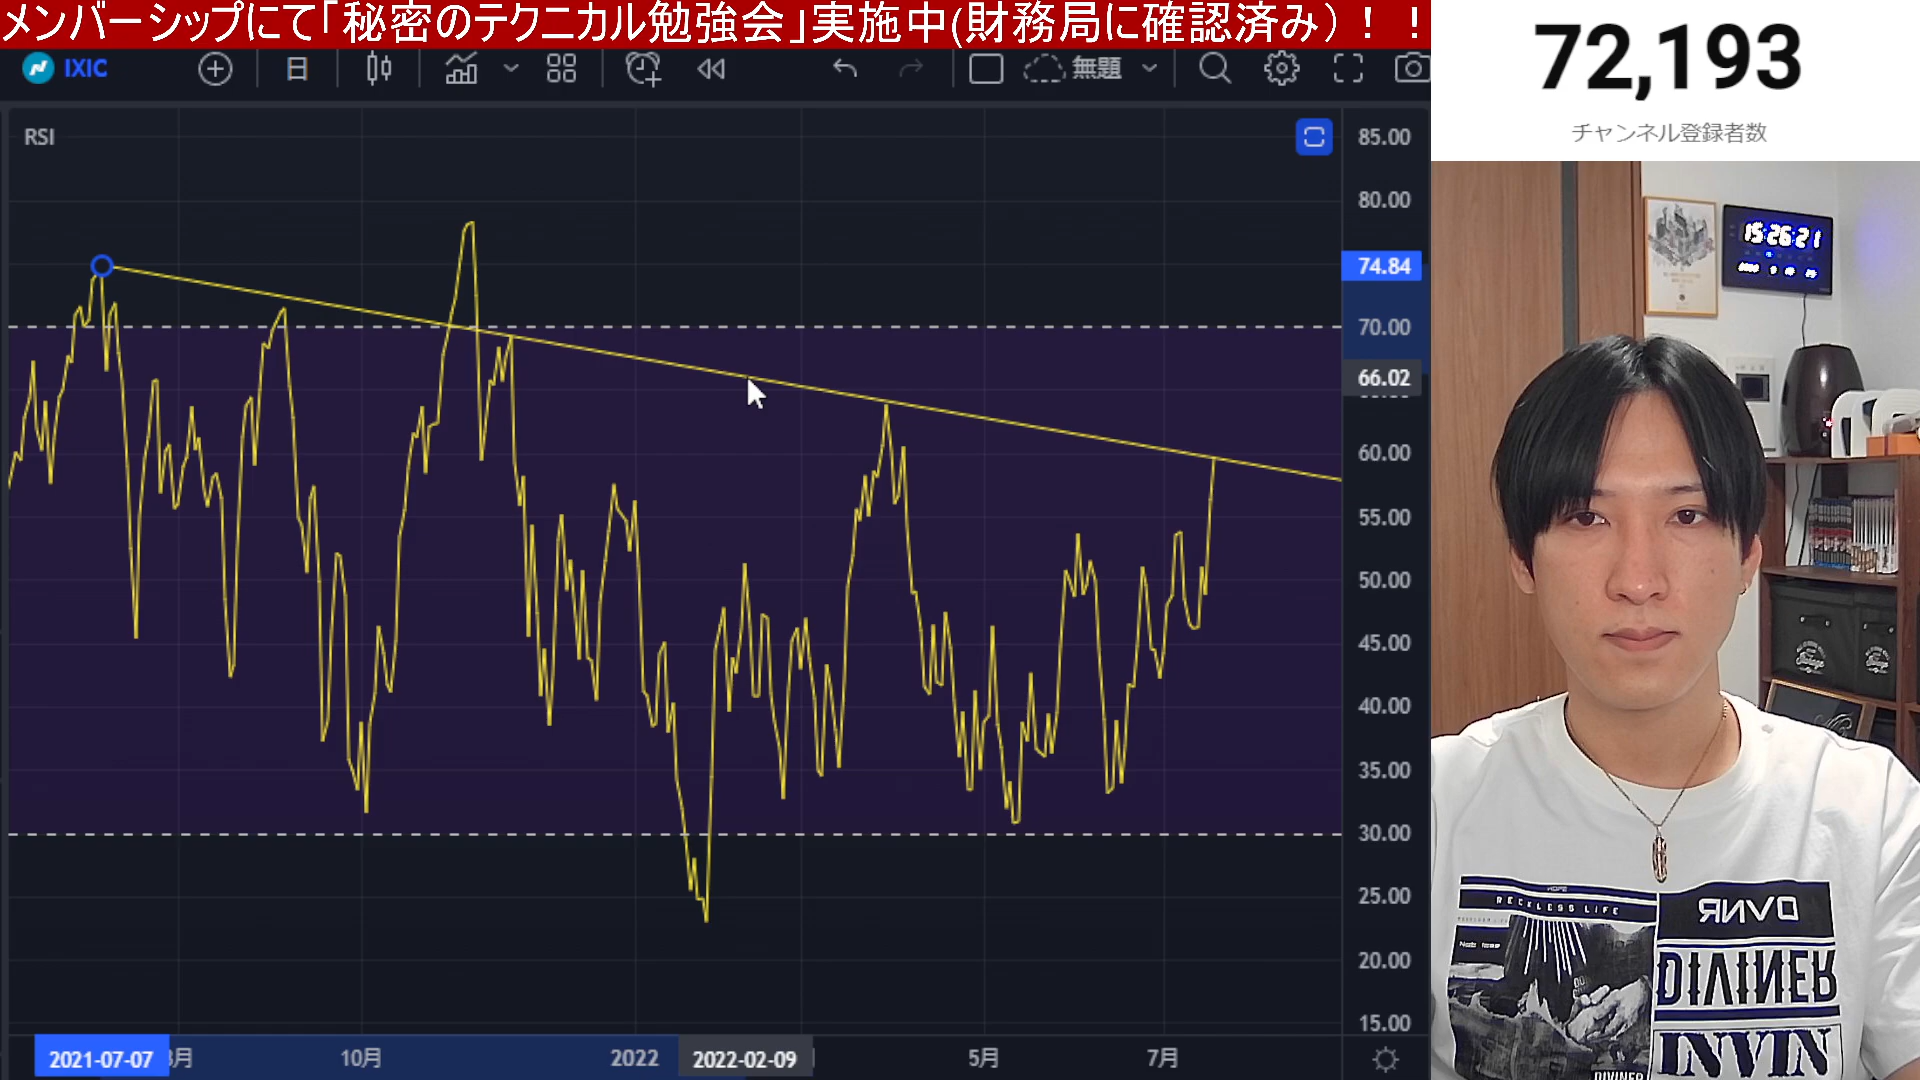 メンバーシップにて「秘密のテクニカル勉強会」実施中(財務局に確認済み）！！
72,193
チャンネル登録者数
IXIC
日
無題
RSI
85.00
80.00
74.84
70.00
66.02
60.00
55.00
50.00
45.00
40.00
35.00
30.00
25.00
20.00
15.00
2021-07-07
10月
2022
2022-02-09
5月
7月
15:26:21
HOPE
RECKLESS LIFE
DVNR
DIVINER
INVIN
DIVINER